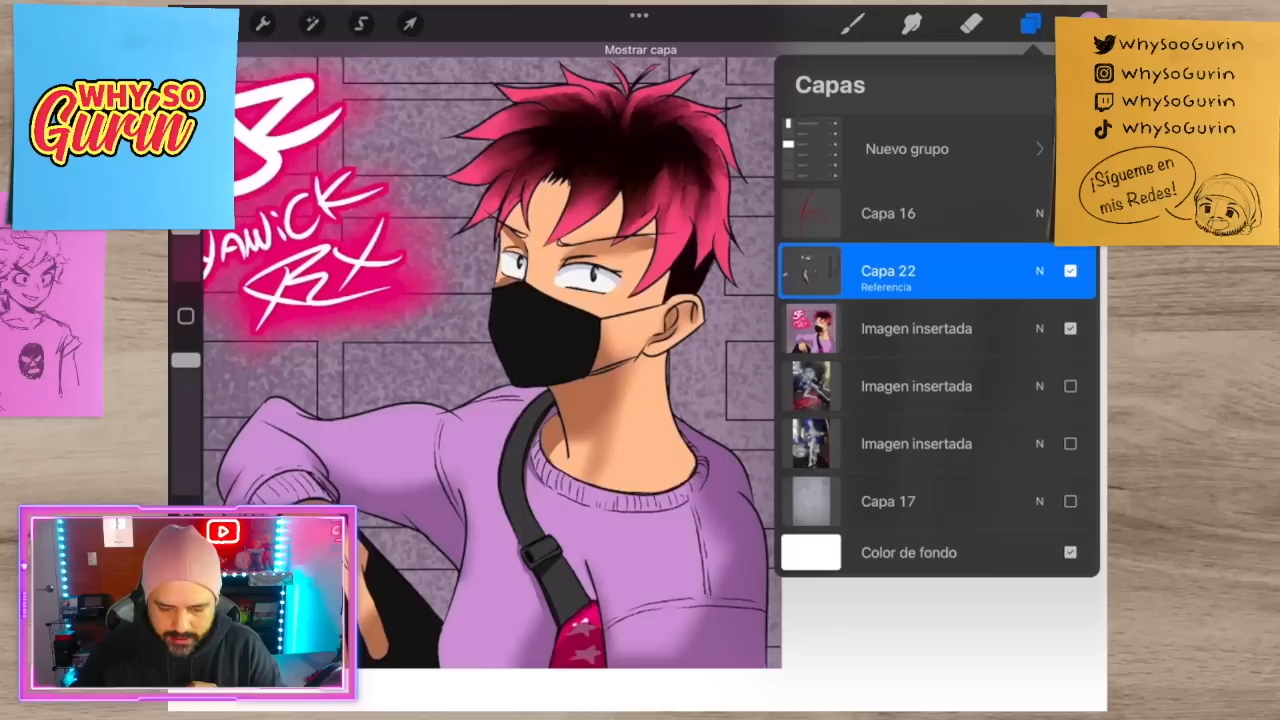 WHY SO
Gurin
Mostrar capa
YANiCK
RX
Capas
Nuevo grupo
Capa 16
N
Capa 22
N
Referencia
Imagen insertada
N
Imagen insertada
N
Imagen insertada
N
Capa 17
N
Color de fondo
WhySooGurin
WhySoGurin
WhySoGurin
WhySoGurin
¡Sígueme en
mis Redes!